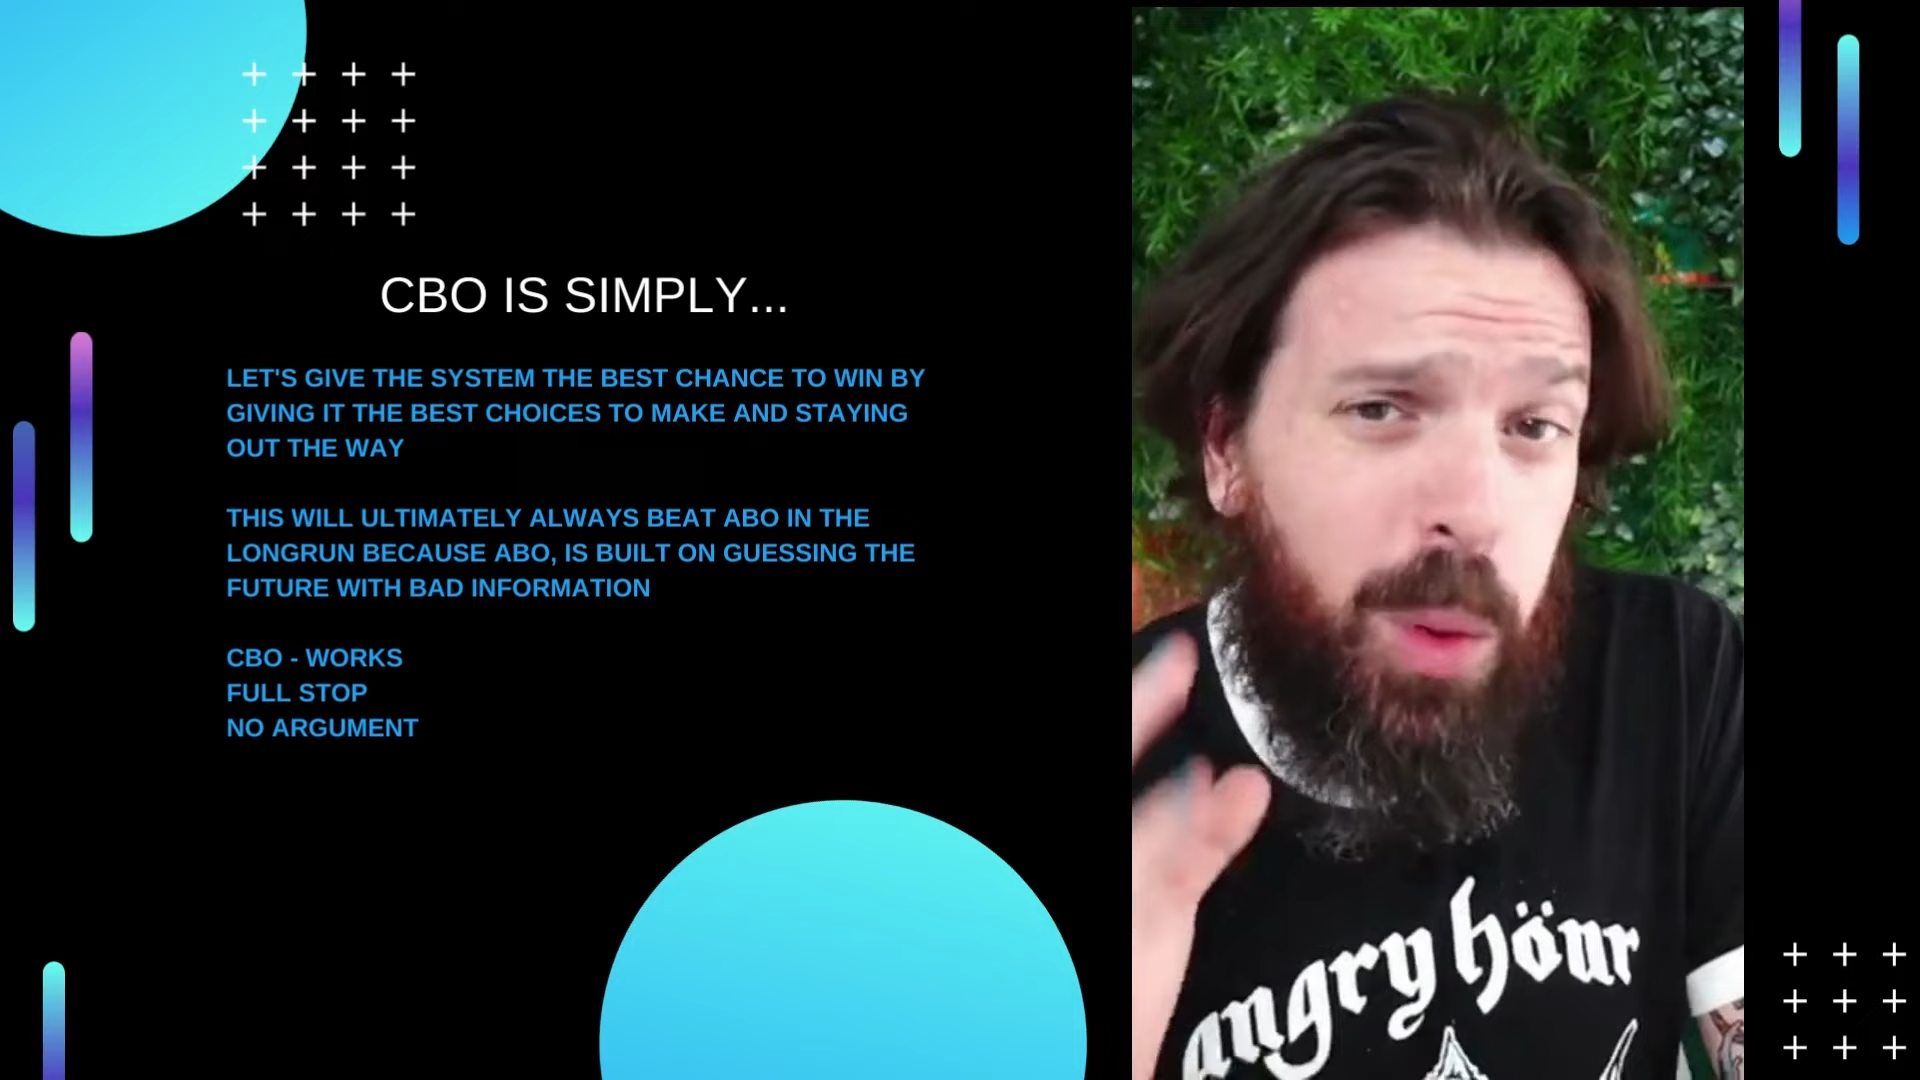 CBO IS SIMPLY...
LET'S GIVE THE SYSTEM THE BEST CHANCE TO WIN BY
GIVING IT THE BEST CHOICES TO MAKE AND STAYING
OUT THE WAY
THIS WILL ULTIMATELY ALWAYS BEAT ABO IN THE
LONGRUN BECAUSE ABO, IS BUILT ON GUESSING THE
FUTURE WITH BAD INFORMATION
CBO - WORKS
FULL STOP
NO ARGUMENT
angry höur